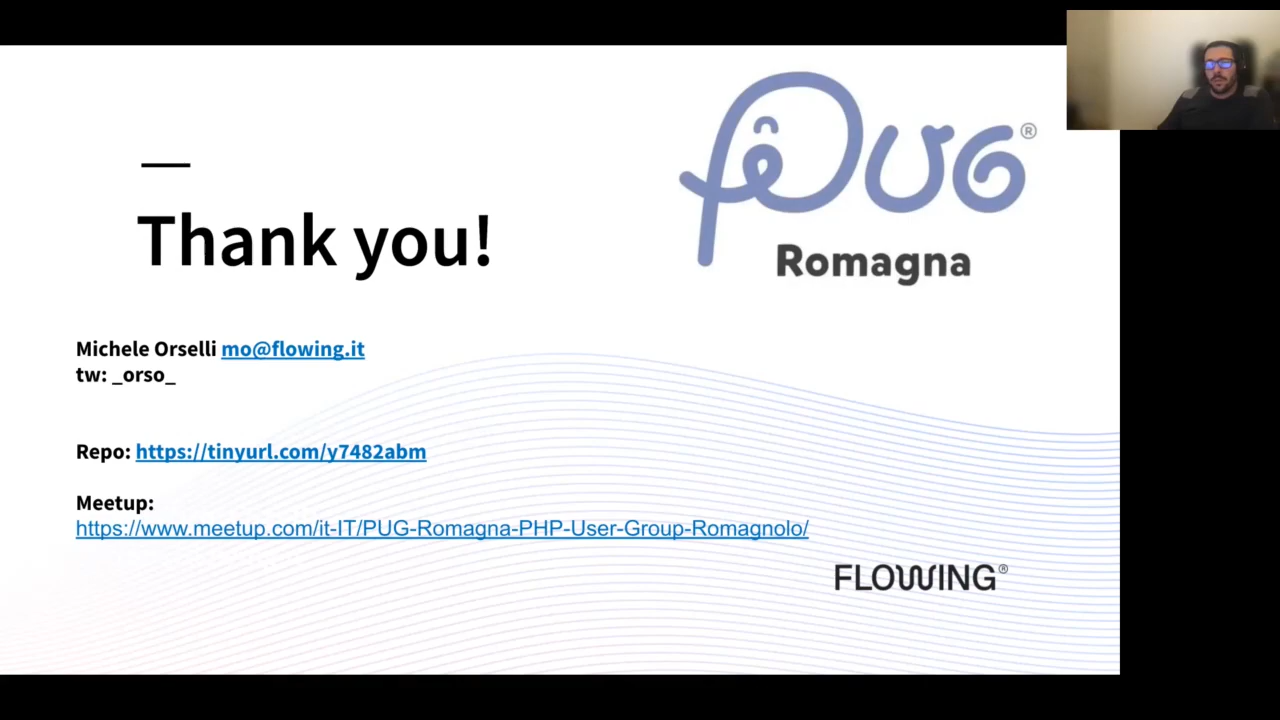 PUG®
Romagna
Thank you!
Michele Orselli mo@flowing.it
tw: _orso_
Repo: https://tinyurl.com/y7482abm
Meetup:
https://www.meetup.com/it-IT/PUG-Romagna-PHP-User-Group-Romagnolo/
FLOWING®